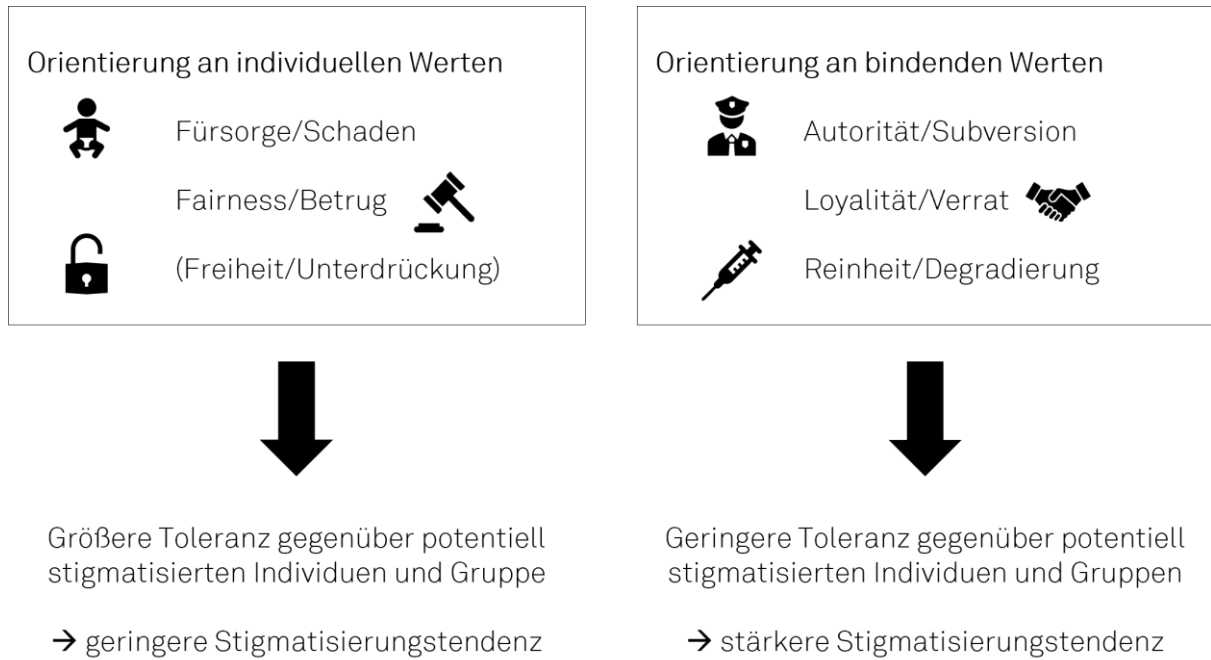 Orientierung an individuellen Werten
Fürsorge/Schaden
Fairness/Betrug
(Freiheit/Unterdrückung)
Größere Toleranz gegenüber potentiell
stigmatisierten Individuen und Gruppe
→ geringere Stigmatisierungstendenz
Orientierung an bindenden Werten
Autorität/Subversion
Loyalität/Verrat
Reinheit/Degradierung
Geringere Toleranz gegenüber potentiell
stigmatisierten Individuen und Gruppen
→ stärkere Stigmatisierungstendenz